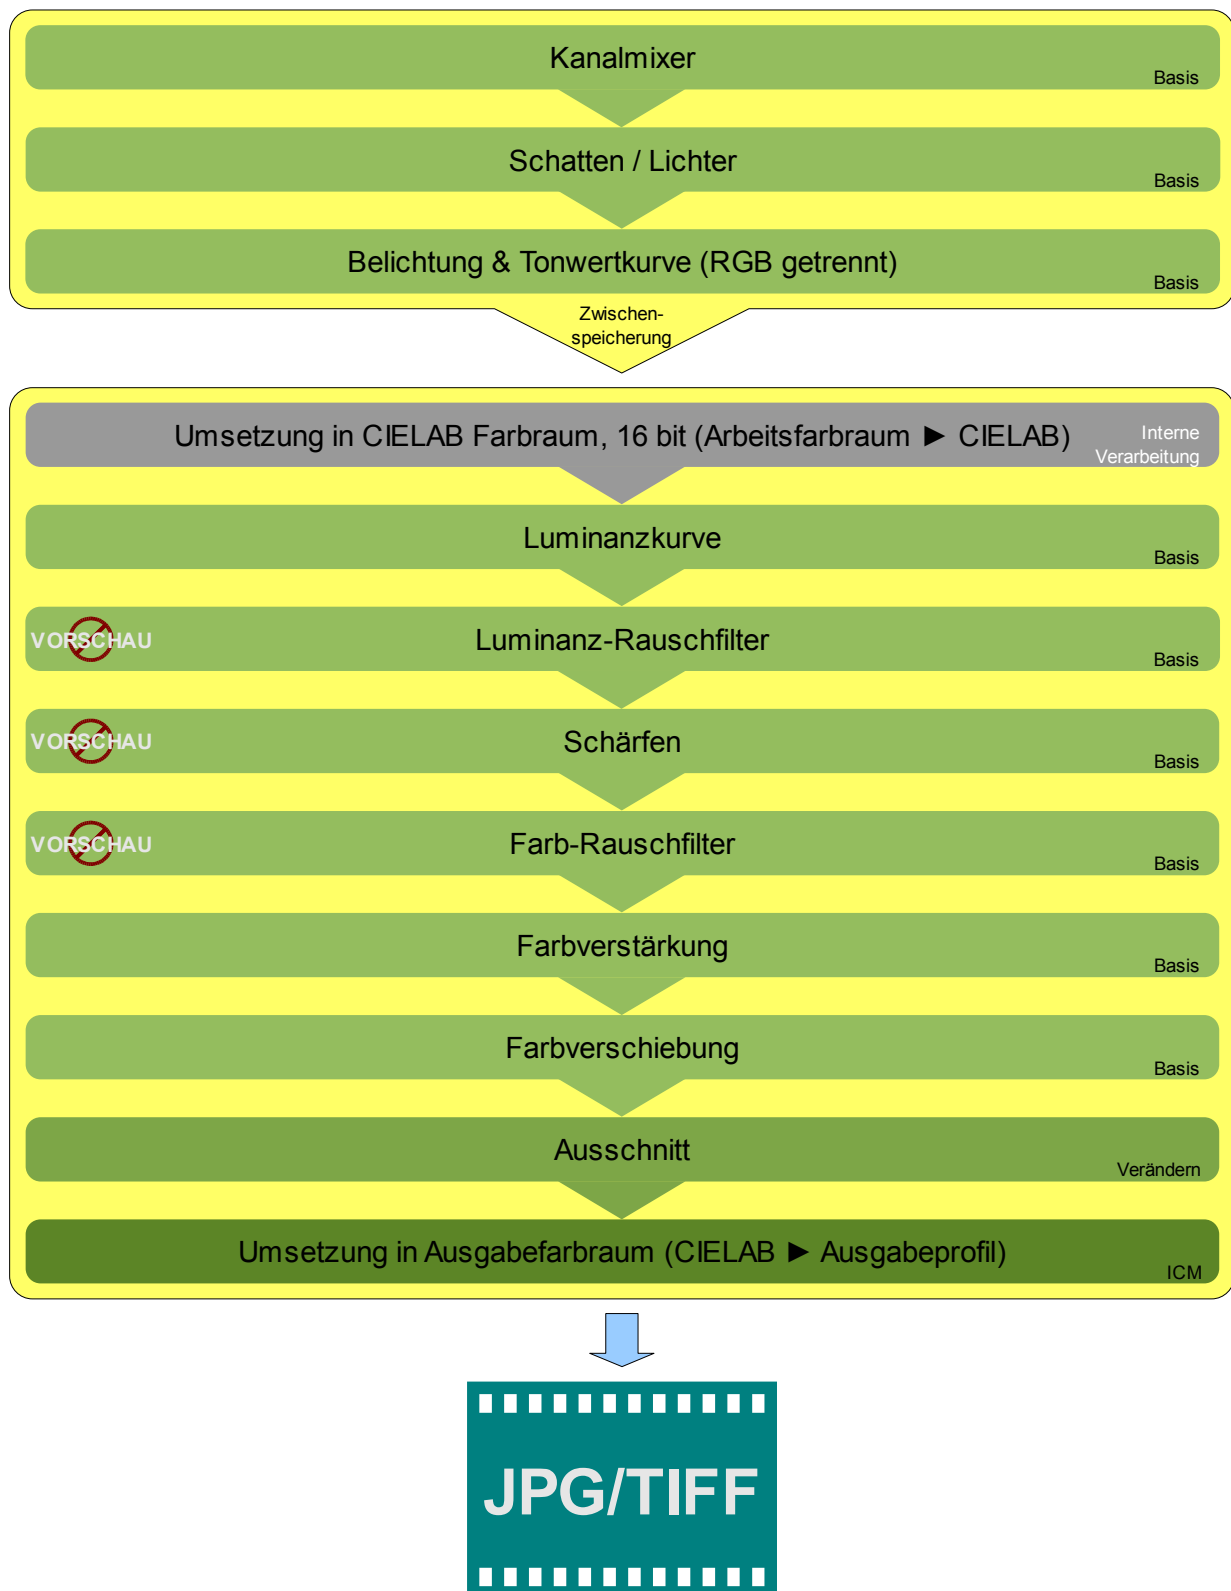 Kanalmixer
Basis
Schatten / Lichter
Basis
Belichtung & Tonwertkurve (RGB getrennt)
Basis
Zwischen-
speicherung
Umsetzung in CIELAB Farbraum, 16 bit (Arbeitsfarbraum ► CIELAB)
Interne
Verarbeitung
Luminanzkurve
Basis
VORSCHAU
Luminanz-Rauschfilter
Basis
VORSCHAU
Schärfen
Basis
VORSCHAU
Farb-Rauschfilter
Basis
Farbverstärkung
Basis
Farbverschiebung
Basis
Ausschnitt
Verändern
Umsetzung in Ausgabefarbraum (CIELAB ► Ausgabeprofil)
ICM
JPG/TIFF